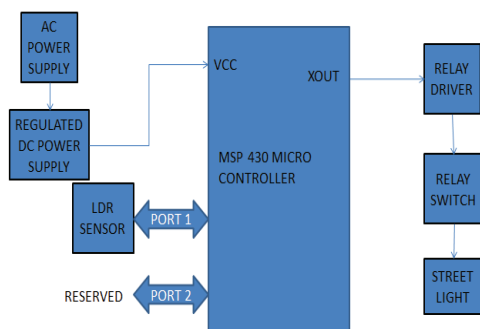 AC
POWER
SUPPLY
REGULATED
DC POWER
SUPPLY
VCC
XOUT
MSP 430 MICRO
CONTROLLER
LDR
SENSOR
PORT 1
RESERVED
PORT 2
RELAY
DRIVER
RELAY
SWITCH
STREET
LIGHT